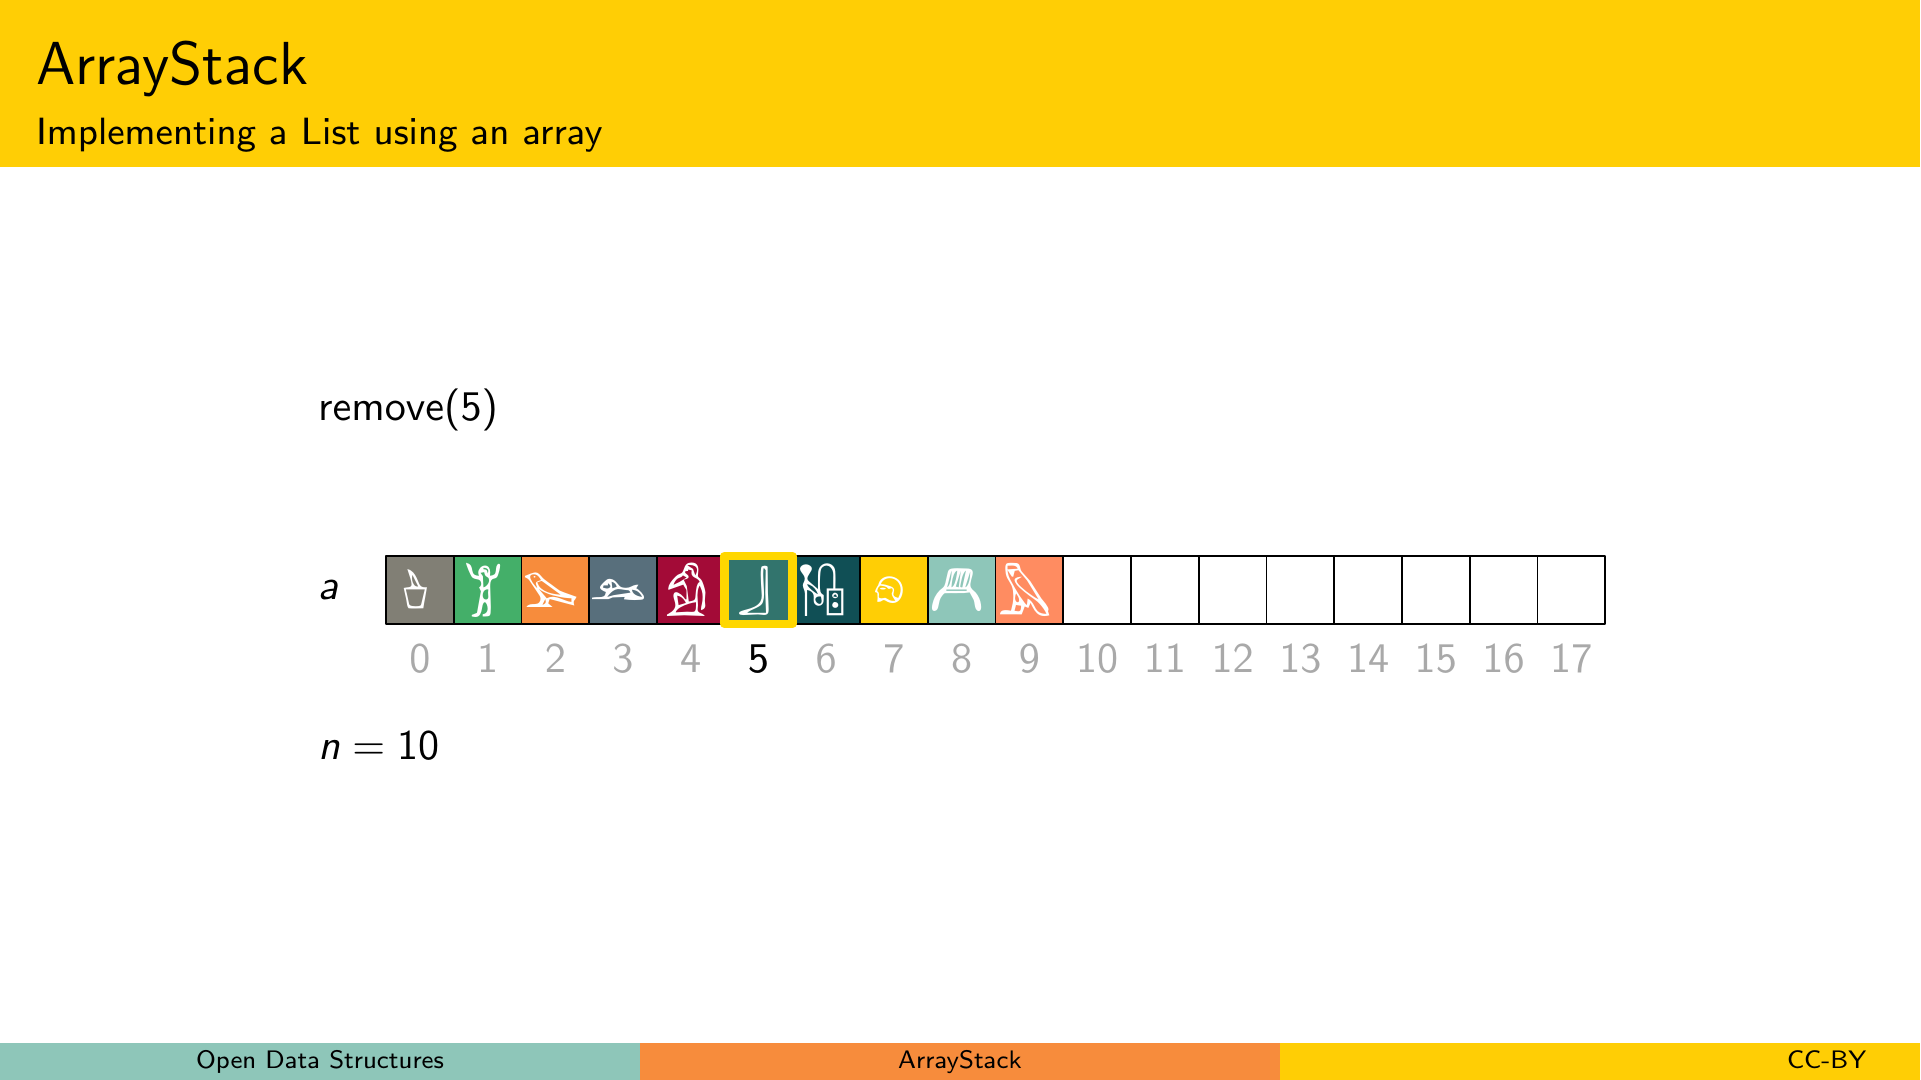 ArrayStack
Implementing a List using an array
remove(5)
a
0 1 2 3 4 5 6 7 8 9 10 11 12 13 14 15 16 17
n = 10
Open Data Structures ArrayStack CC-BY